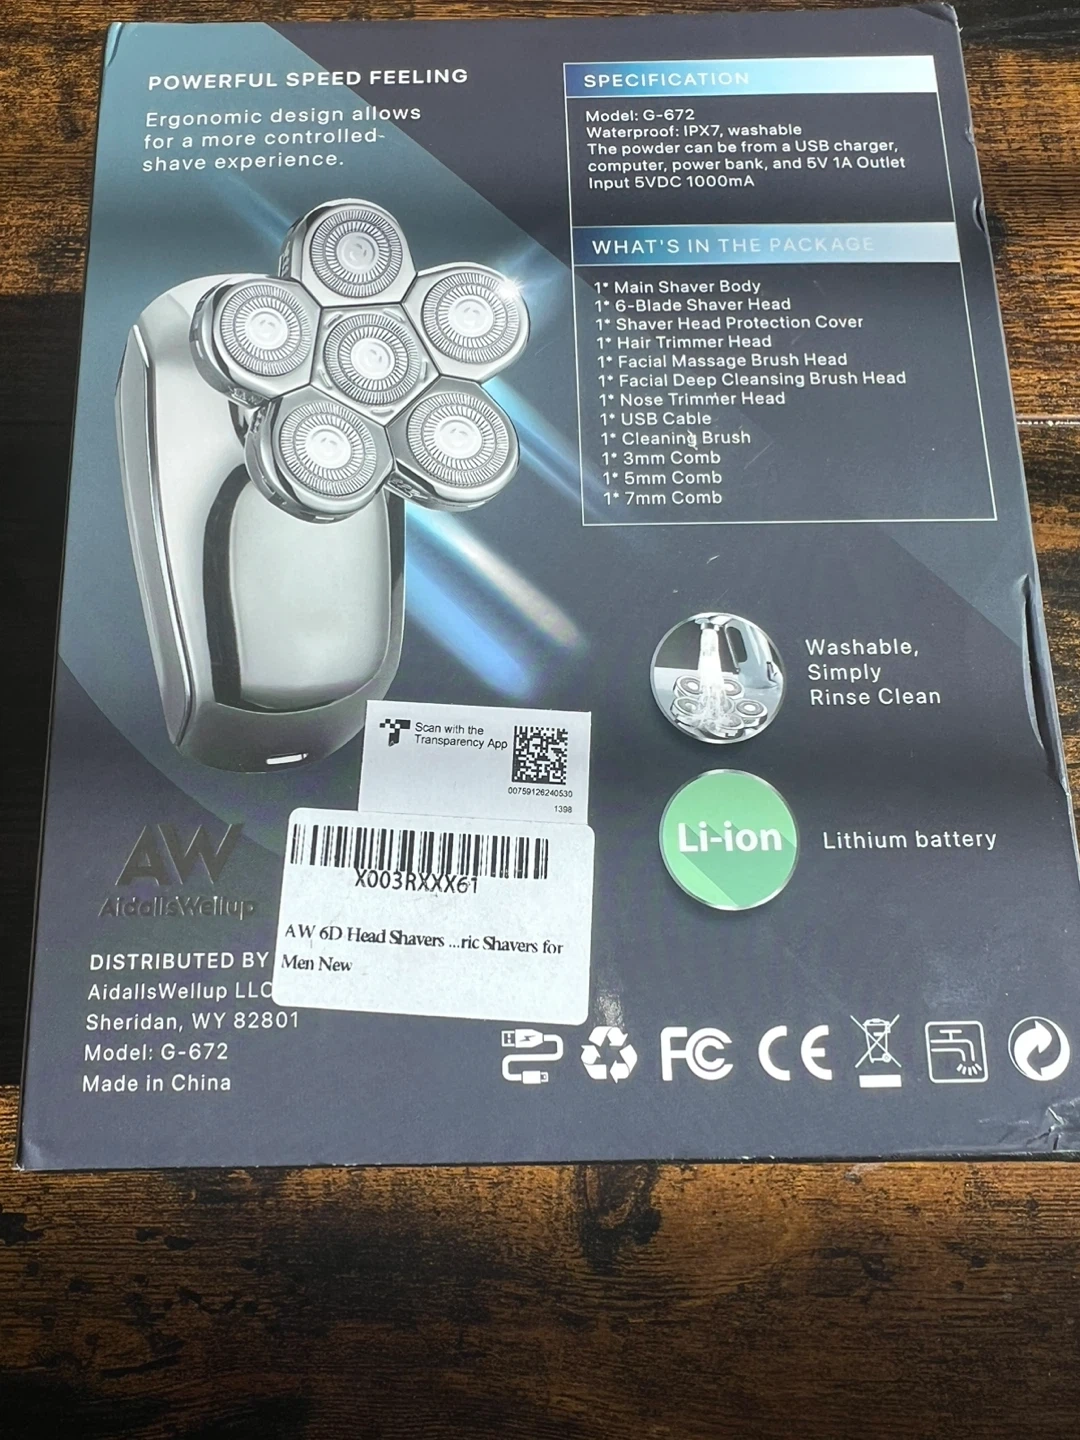 POWERFUL SPEED FEELING
Ergonomic design allows
for a more controlled-
shave experience.
SPECIFICATION
Model: G-672
Waterproof: IPX7, washable
The powder can be from a USB charger,
computer, power bank, and 5V 1A Outlet
Input 5VDC 1000mA
WHAT'S IN THE PACKAGE
1* Main Shaver Body
1* 6-Blade Shaver Head
1* Shaver Head Protection Cover
1* Hair Trimmer Head
1* Facial Massage Brush Head
1* Facial Deep Cleansing Brush Head
1* Nose Trimmer Head
1* USB Cable
1* Cleaning Brush
1* 3mm Comb
1* 5mm Comb
1* 7mm Comb
Washable,
Simply
Rinse Clean
Li-ion
Lithium battery
Scan with the
Transparency App
00759126240530
1398
X003RXXX61
AW 6D Head Shavers ...ric Shavers for
Men New
AW
AidallsWellup
DISTRIBUTED BY
AidallsWellup LLC
Sheridan, WY 82801
Model: G-672
Made in China
FC CE